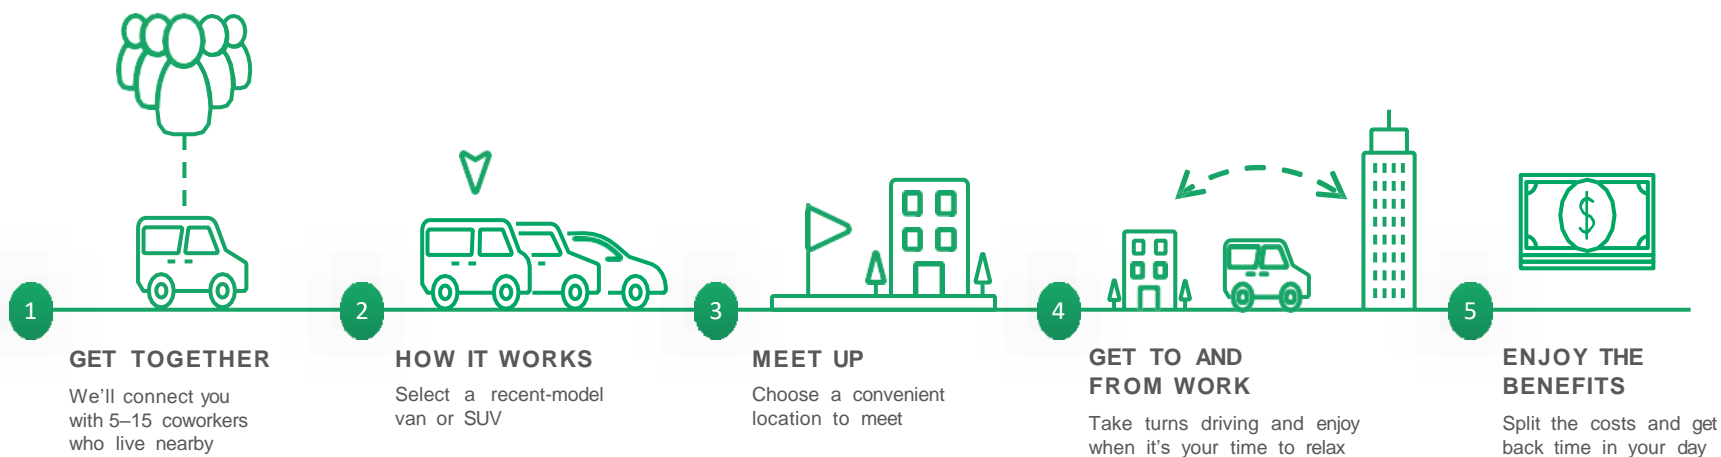 1
GET TOGETHER
We'll connect you
with 5–15 coworkers
who live nearby
2
HOW IT WORKS
Select a recent-model
van or SUV
3
MEET UP
Choose a convenient
location to meet
4
GET TO AND
FROM WORK
Take turns driving and enjoy
when it's your time to relax
$
5
ENJOY THE
BENEFITS
Split the costs and get
back time in your day